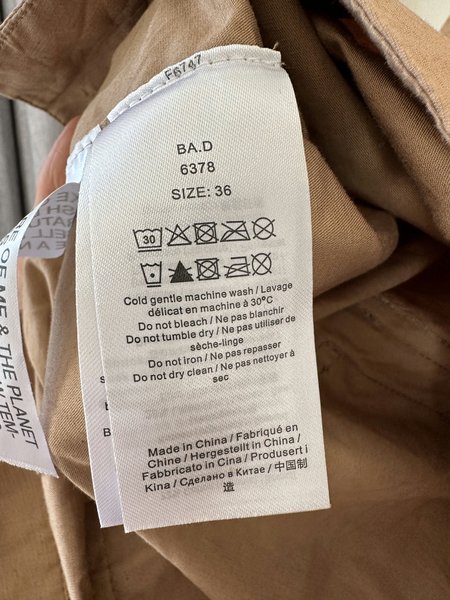 F6747
BA.D
6378
SIZE: 36
30
Cold gentle machine wash / Lavage
délicat en machine à 30°C
Do not bleach / Ne pas blanchir
Do not tumble dry / Ne pas utiliser de
sèche-linge
Do not iron / Ne pas repasser
Do not dry clean / Ne pas nettoyer à
sec
Made in China / Fabriqué en
Chine / Hergestellt in China /
Fabbricato in Cina / Produsert i
Kina / Сделано в Китае / 中国制
造
OF ME & THE PLANET